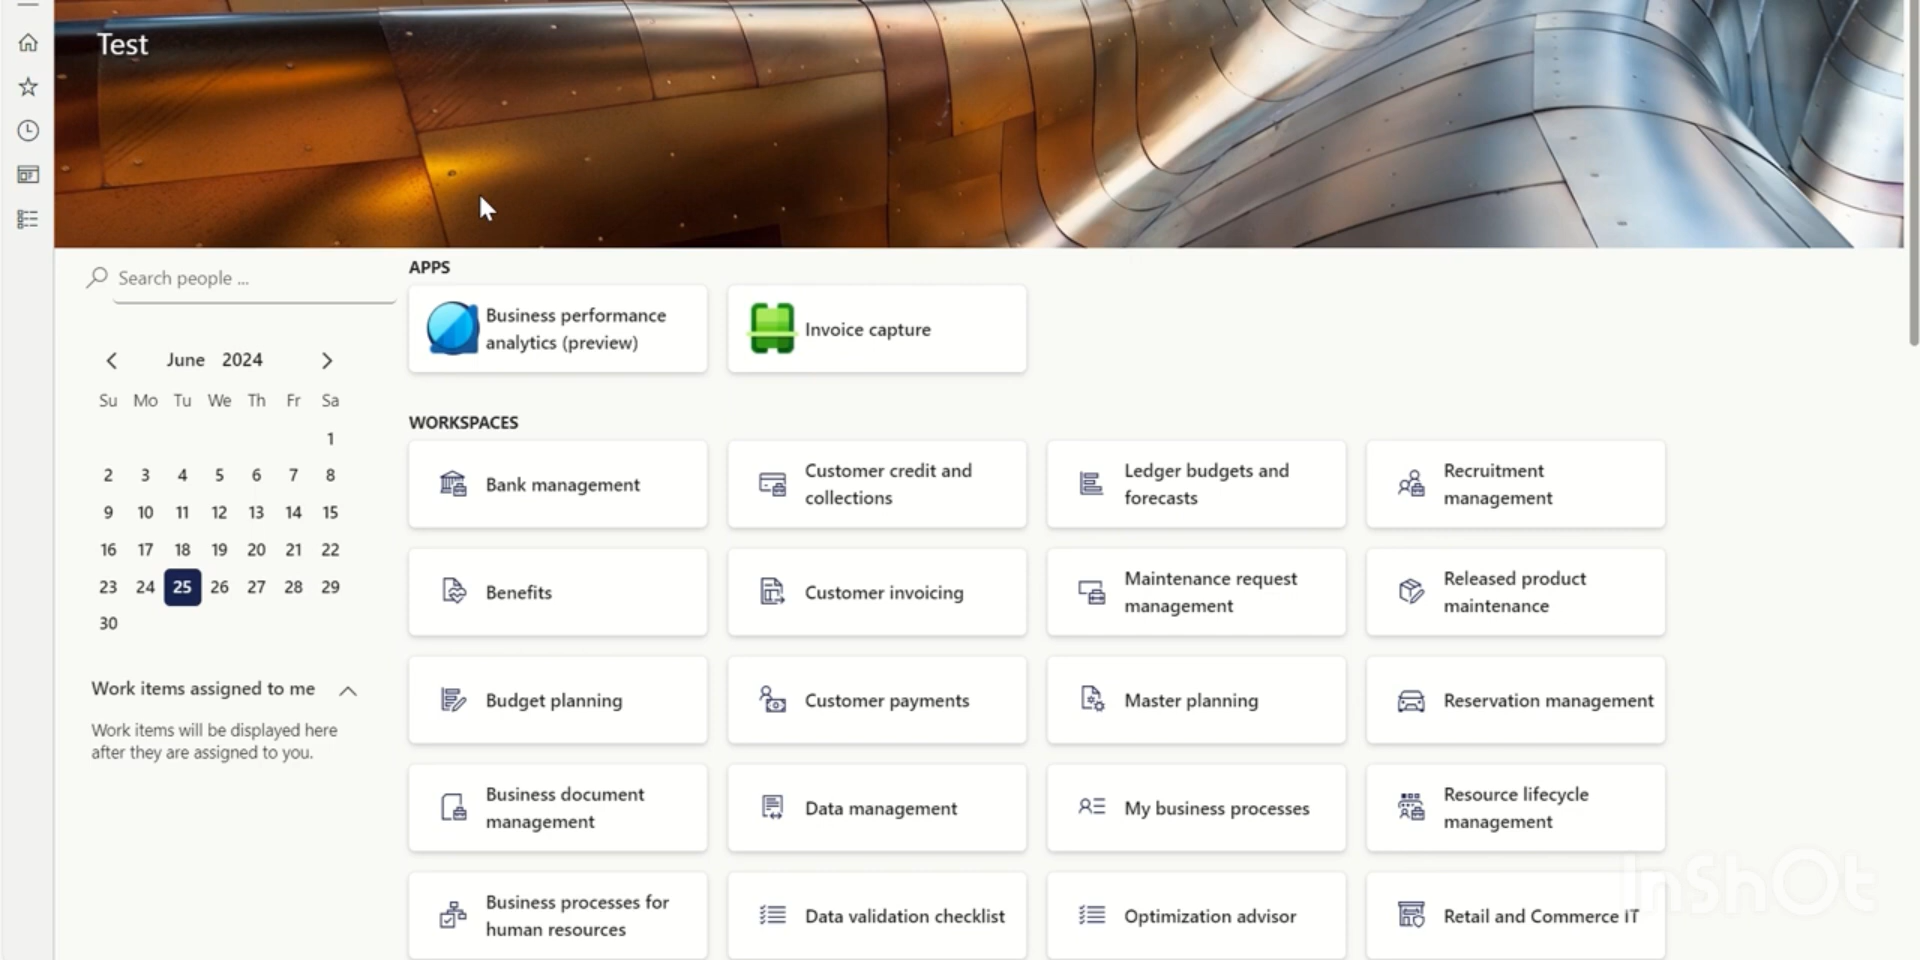 Test
Search people ...
June 2024
Su Mo Tu We Th Fr Sa
1
2 3 4 5 6 7 8
9 10 11 12 13 14 15
16 17 18 19 20 21 22
23 24 25 26 27 28 29
30
Work items assigned to me
Work items will be displayed here
after they are assigned to you.
APPS
Business performance
analytics (preview)
Invoice capture
WORKSPACES
Bank management
Customer credit and
collections
Ledger budgets and
forecasts
Recruitment
management
Benefits
Customer invoicing
Maintenance request
management
Released product
maintenance
Budget planning
Customer payments
Master planning
Reservation management
Business document
management
Data management
My business processes
Resource lifecycle
management
Business processes for
human resources
Data validation checklist
Optimization advisor
Retail and Commerce IT
InShOt